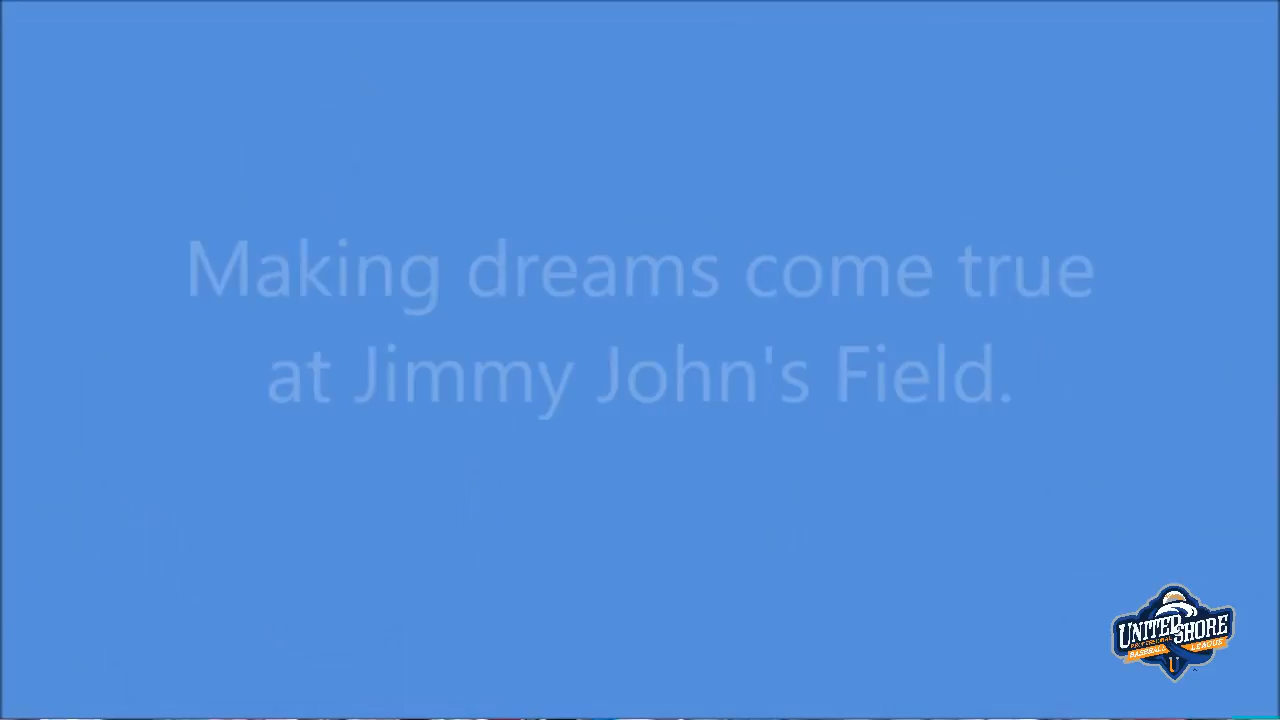 Making dreams come true
at Jimmy John's Field.
UNITED SHORE
PROFESSIONAL
BASEBALL LEAGUE
U